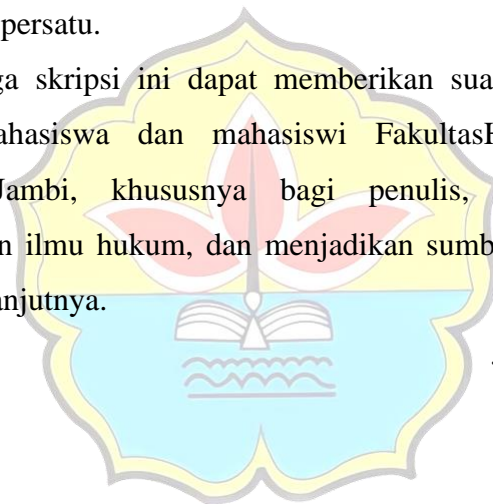 persatu.
ga skripsi ini dapat memberikan sua
ahasiswa dan mahasiswi FakultasH
Jambi, khususnya bagi penulis,
n ilmu hukum, dan menjadikan sumb
anjutnya.